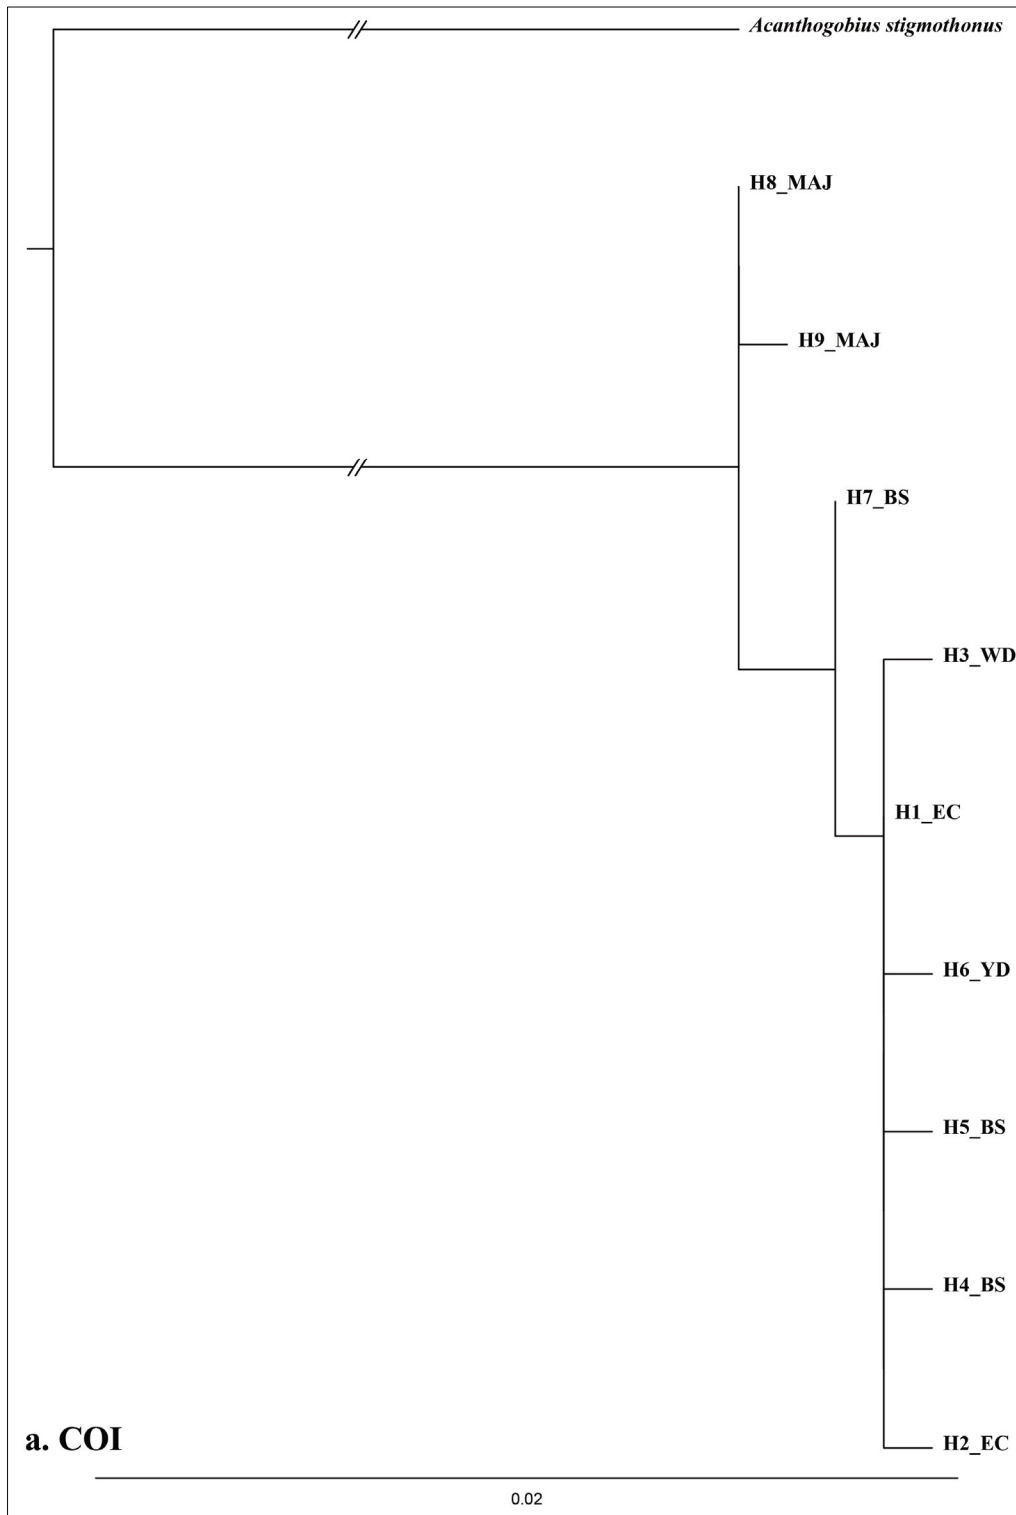 Acanthogobius stigmothonus
H8_MAJ
H9_MAJ
H7_BS
H3_WD
H1_EC
H6_YD
H5_BS
H4_BS
H2_EC
a. COI
0.02